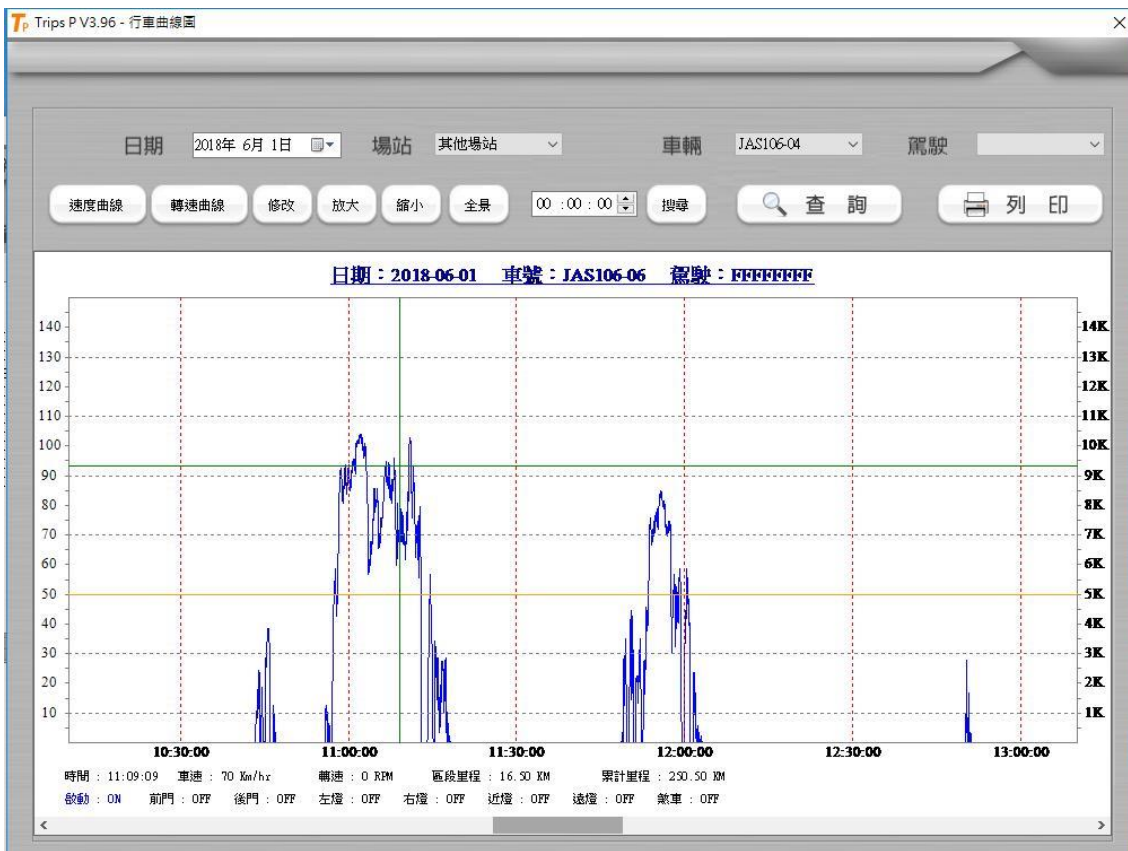 Tp Trips P V3.96 - 行車曲線圖
日期 2018年 6月 1日 場站 其他場站 車輛 JAS106-04 駕駛
速度曲線 轉速曲線 修改 放大 縮小 全景 00 : 00 : 00 搜尋 查 詢 列 印
日期：2018-06-01 車號：JAS106-06 駕駛：FFFFFFFF
140 14K
130 13K
120 12K
110 11K
100 10K
90 9K
80 8K
70 7K
60 6K
50 5K
40 4K
30 3K
20 2K
10 1K
10:30:00 11:00:00 11:30:00 12:00:00 12:30:00 13:00:00
時間 : 11:09:09 車速 : 70 Km/hr 轉速 : 0 RPM 區段里程 : 16.50 KM 累計里程 : 250.50 KM
啟動 : ON 前門 : OFF 後門 : OFF 左燈 : OFF 右燈 : OFF 近燈 : OFF 遠燈 : OFF 煞車 : OFF